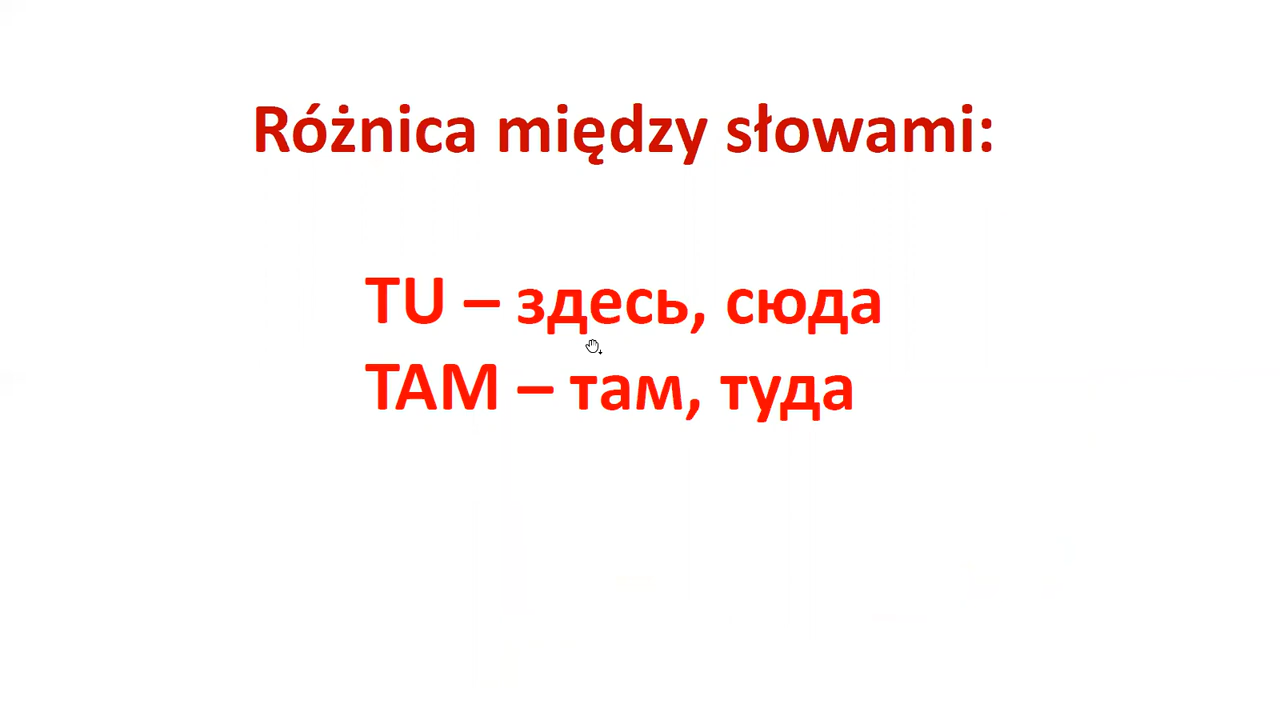 Różnica między słowami:
TU – здесь, сюда
TAM – там, туда